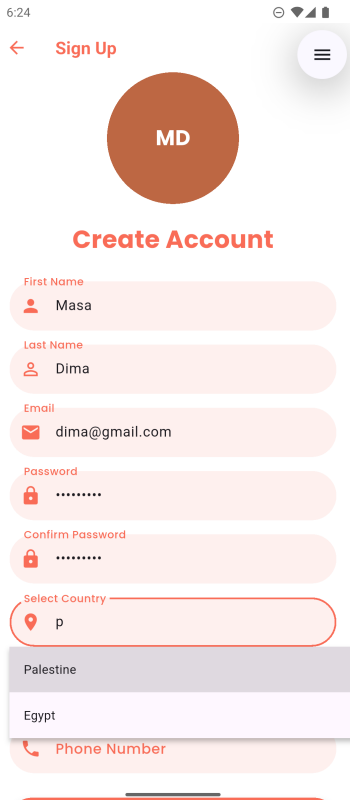 6:24
Sign Up
MD
Create Account
First Name
Masa
Last Name
Dima
Email
dima@gmail.com
Password
•••••••••
Confirm Password
•••••••••
Select Country
p
Palestine
Egypt
Phone Number